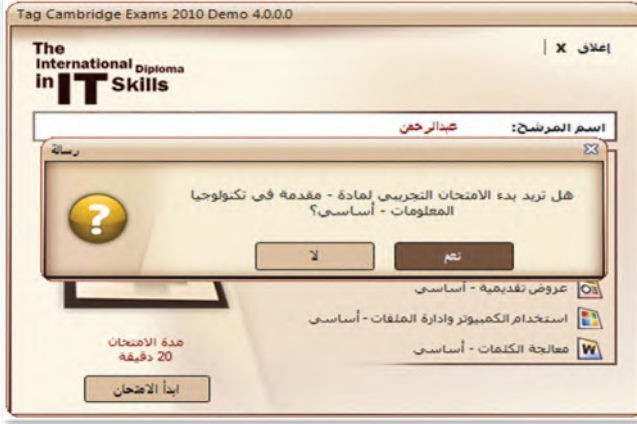 Tag Cambridge Exams 2010 Demo 4.0.0.0
The
International Diploma
in IT Skills
إغلاق x |
اسم المرشح: عبدالرحمن
رسالة
هل تريد بدء الامتحان التجريبي لمادة - مقدمة في تكنولوجيا
المعلومات - أساسي؟
نعم
لا
عروض تقديمية - أساسي
استخدام الكمبيوتر وادارة الملفات - أساسي
معالجة الكلمات - أساسي
مدة الامتحان
20 دقيقة
ابدأ الامتحان